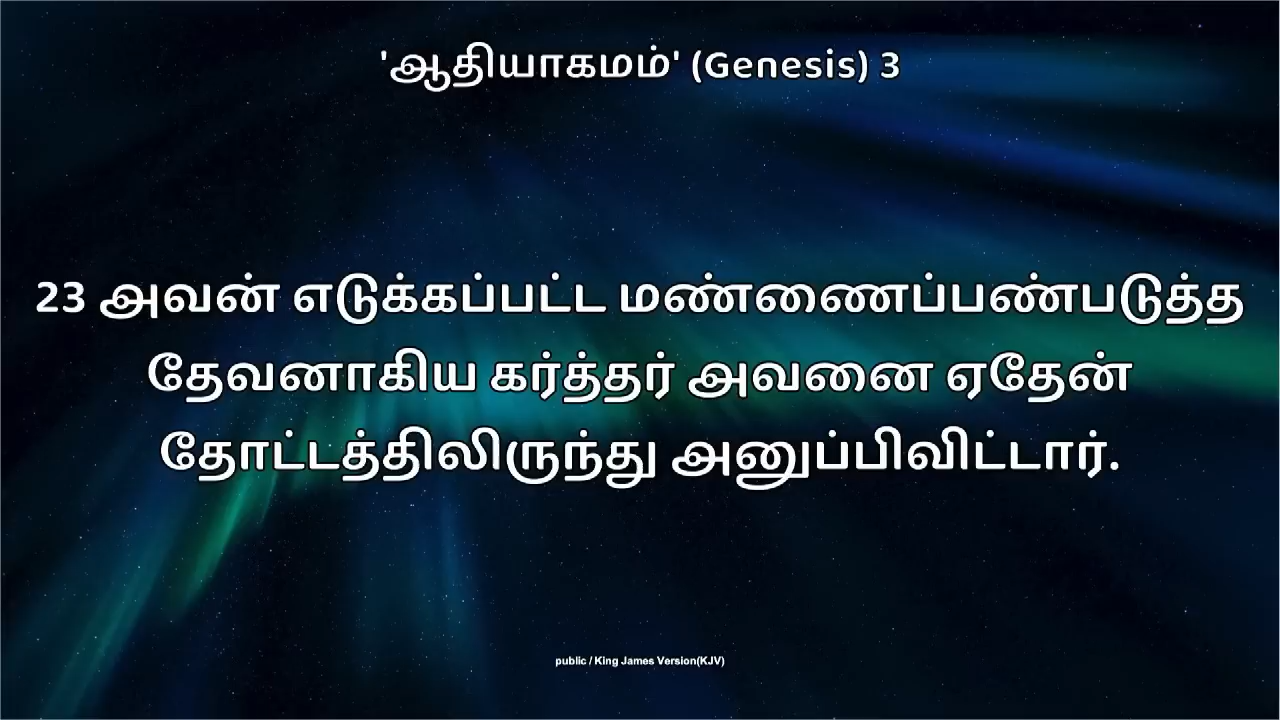 'ஆதியாகமம்' (Genesis) 3
23 அவன் எடுக்கப்பட்ட மண்ணைப்பண்படுத்த
தேவனாகிய கர்த்தர் அவனை ஏதேன்
தோட்டத்திலிருந்து அனுப்பிவிட்டார்.
public / King James Version(KJV)